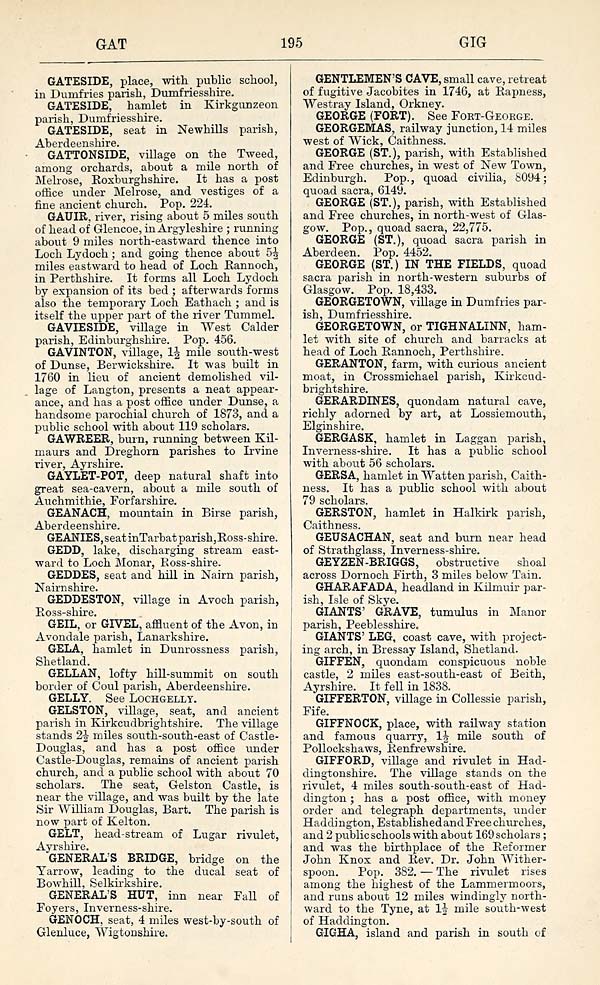 GAT 195 GIG
GATESIDE, place, with public school,
in Dumfries parish, Dumfriesshire.
GATESIDE, hamlet in Kirkgunzeon
parish, Dumfriesshire.
GATESIDE, seat in Newhills parish,
Aberdeenshire.
GATTONSIDE, village on the Tweed,
among orchards, about a mile north of
Melrose, Roxburghshire. It has a post
office under Melrose, and vestiges of a
fine ancient church. Pop. 224.
GAUIR, river, rising about 5 miles south
of head of Glencoe, in Argyleshire ; running
about 9 miles north-eastward thence into
Loch Lydoch ; and going thence about 5½
miles eastward to head of Loch Rannoch,
in Perthshire. It forms all Loch Lydoch
by expansion of its bed ; afterwards forms
also the temporary Loch Eathach ; and is
itself the upper part of the river Tummel.
GAVIESIDE, village in West Calder
parish, Edinburghshire. Pop. 456.
GAVINTON, village, 1½ mile south-west
of Dunse, Berwickshire. It was built in
1760 in lieu of ancient demolished vil-
lage of Langton, presents a neat appear-
ance, and has a post office under Dunse, a
handsome parochial church of 1873, and a
public school with about 119 scholars.
GAWREER, burn, running between Kil-
maurs and Dreghorn parishes to Irvine
river, Ayrshire.
GAYLET-POT, deep natural shaft into
great sea-cavern, about a mile south of
Auchmithie, Forfarshire.
GEANACH, mountain in Birse parish,
Aberdeenshire.
GEANIES, seat in Tarbat parish, Ross-shire.
GEDD, lake, discharging stream east-
ward to Loch Monar, Ross-shire.
GEDDES, seat and hill in Nairn parish,
Nairnshire.
GEDDESTON, village in Avoch parish,
Ross-shire.
GEIL, or GIVEL, affluent of the Avon, in
Avondale parish, Lanarkshire.
GELA, hamlet in Dunrossness parish,
Shetland.
GELLAN, lofty hill-summit on south
border of Coul parish, Aberdeenshire.
GELLY. See LOCHGELLY.
GELSTON, village, seat, and ancient
parish in Kirkcudbrightshire. The village
stands 2½ miles south-south-east of Castle-
Douglas, and has a post office under
Castle-Douglas, remains of ancient parish
church, and a public school with about 70
scholars. The seat, Gelston Castle, is
near the village, and was built by the late
Sir William Douglas, Bart. The parish is
now part of Kelton.
GELT, head-stream of Lugar rivulet,
Ayrshire.
GENERAL'S BRIDGE, bridge on the
Yarrow, leading to the ducal seat of
Bowhill, Selkirkshire.
GENERAL'S HUT, inn near Fall of
Foyers, Inverness-shire.
GENOCH, seat, 4 miles west-by-south of
Glenluce, Wigtonshire.
GENTLEMEN'S CAVE, small cave, retreat
of fugitive Jacobites in 1746, at Rapness,
Westray Island, Orkney.
GEORGE (FORT). See FORT-GEORGE.
GEORGEMAS, railway junction, 14 miles
west of Wick, Caithness.
GEORGE (ST.), parish, with Established
and Free churches, in west of New Town,
Edinburgh. Pop., quoad civilia, 8094;
quoad sacra, 6149.
GEORGE (ST.), parish, with Established
and Free churches, in north-west of Glas-
gow. Pop., quoad sacra, 22,775.
GEORGE (ST.), quoad sacra parish in
Aberdeen. Pop. 4452.
GEORGE (ST.) IN THE FIELDS, quoad
sacra parish in north-western suburbs of
Glasgow. Pop. 18,433.
GEORGETOWN, village in Dumfries par-
ish, Dumfriesshire.
GEORGETOWN, or TIGHNALINN, ham-
let with site of church and barracks at
head of Loch Rannoch, Perthshire.
GERANTON, farm, with curious ancient
moat, in Crossmichael parish, Kirkcud-
brightshire.
GERARDINES, quondam natural cave,
richly adorned by art, at Lossiemouth,
Elginshire.
GERGASK, hamlet in Laggan parish,
Inverness-shire. It has a public school
with about 56 scholars.
GERSA, hamlet in Watten parish, Caith-
ness. It has a public school with about
79 scholars.
GERSTON, hamlet in Halkirk parish,
Caithness.
GEUSACHAN, seat and burn near head
of Strathglass, Inverness-shire.
GEYZEN-BRIGGS, obstructive shoal
across Dornoch Firth, 3 miles below Tain.
GHARAFADA, headland in Kilmuir par-
ish, Isle of Skye.
GIANTS' GRAVE, tumulus in Manor
parish, Peeblesshire.
GIANTS' LEG, coast cave, with project-
ing arch, in Bressay Island, Shetland.
GIFFEN, quondam conspicuous noble
castle, 2 miles east-south-east of Beith,
Ayrshire. It fell in 1838.
GIFFERTON, village in Collessie parish,
Fife.
GIFFNOCK, place, with railway station
and famous quarry, 1½ mile south of
Pollockshaws, Renfrewshire.
GIFFORD, village and rivulet in Had-
dingtonshire. The village stands on the
rivulet, 4 miles south-south-east of Had-
dington ; has a post office, with money
order and telegraph departments, under
Haddington, Established and Free churches,
and 2 public schools with about 169 scholars ;
and was the birthplace of the Reformer
John Knox and Rev. Dr. John Wither-
spoon. Pop. 382. — The rivulet rises
among the highest of the Lammermoors,
and runs about 12 miles windingly north-
ward to the Tyne, at 1½ mile south-west
of Haddington.
GIGHA, island and parish in south of